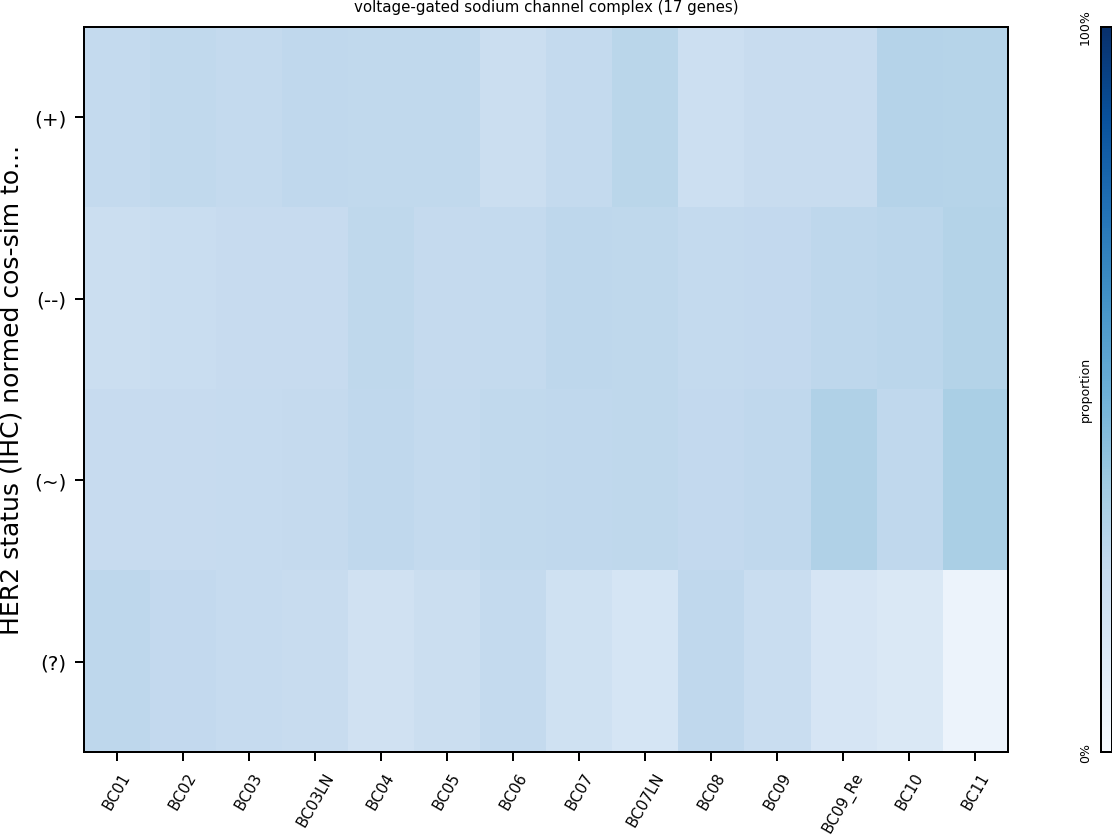 voltage-gated sodium channel complex (17 genes)
HER2 status (IHC) normed cos-sim to...
(+)
(--)
(~)
(?)
BC01
BC02
BC03
BC03LN
BC04
BC05
BC06
BC07
BC07LN
BC08
BC09
BC09_Re
BC10
BC11
100%
proportion
0%